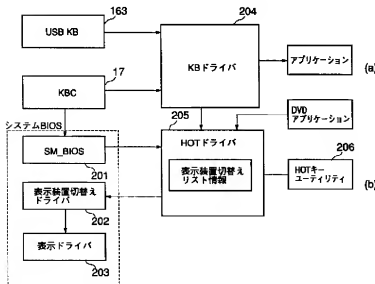 163
USB KB
204
KBドライバ
アプリケーション
(a)
17
KBC
205
DVD
アプリケーション
システムBIOS
SM_BIOS
201
HOTドライバ
表示装置切替え
リスト情報
206
HOTキー
ユーティリティ
(b)
表示装置切替え
ドライバ
202
表示ドライバ
203